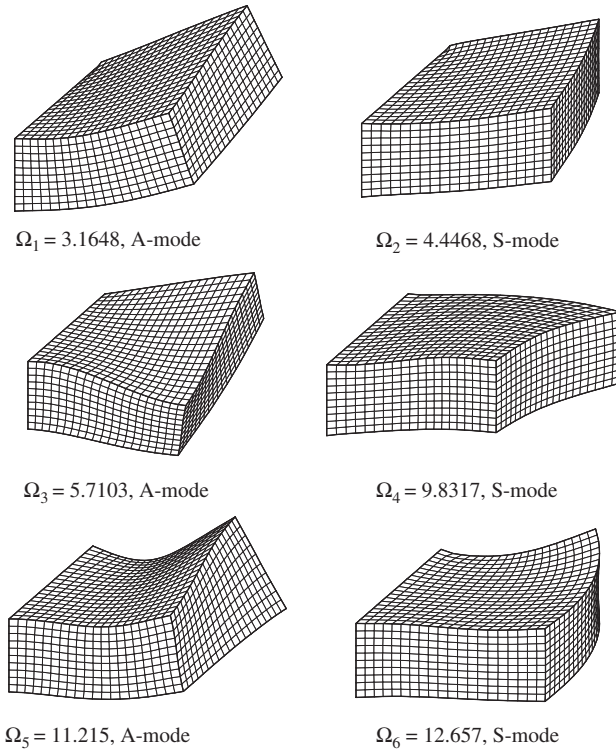 Ω₁ = 3.1648, A-mode
Ω₂ = 4.4468, S-mode
Ω₃ = 5.7103, A-mode
Ω₄ = 9.8317, S-mode
Ω₅ = 11.215, A-mode
Ω₆ = 12.657, S-mode